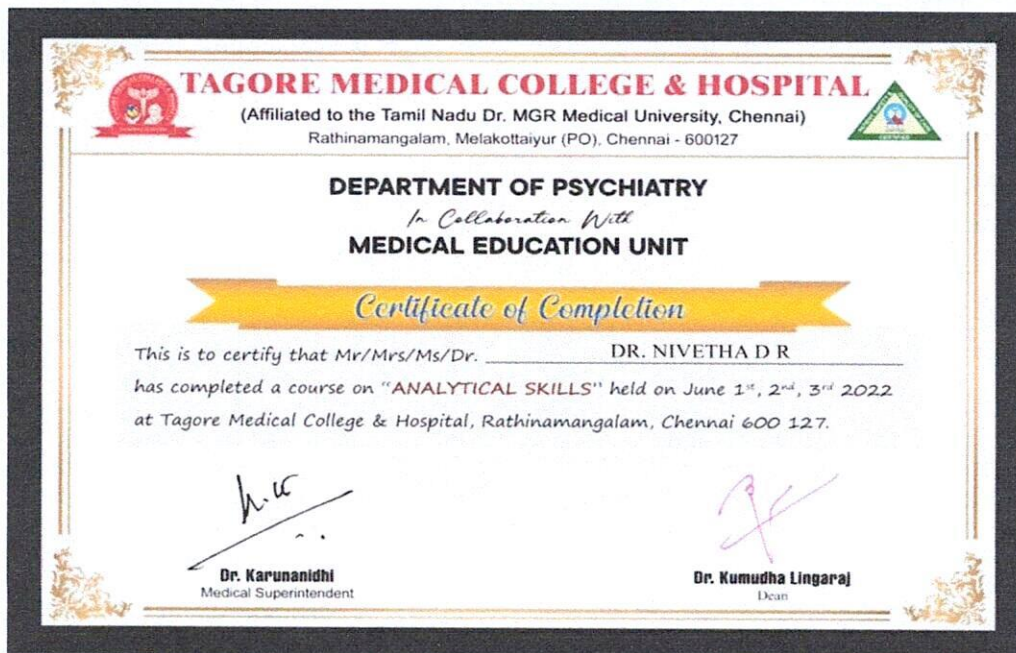 TAGORE MEDICAL COLLEGE & HOSPITAL
(Affiliated to the Tamil Nadu Dr. MGR Medical University, Chennai)
Rathinamangalam, Melakottaiyur (PO), Chennai - 600127
DEPARTMENT OF PSYCHIATRY
In Collaboration With
MEDICAL EDUCATION UNIT
Certificate of Completion
This is to certify that Mr/Mrs/Ms/Dr. DR. NIVETHA D R
has completed a course on "ANALYTICAL SKILLS" held on June 1st, 2nd, 3rd 2022
at Tagore Medical College & Hospital, Rathinamangalam, Chennai 600 127.
Dr. Karunanidhi
Medical Superintendent
Dr. Kumudha Lingaraj
Dean